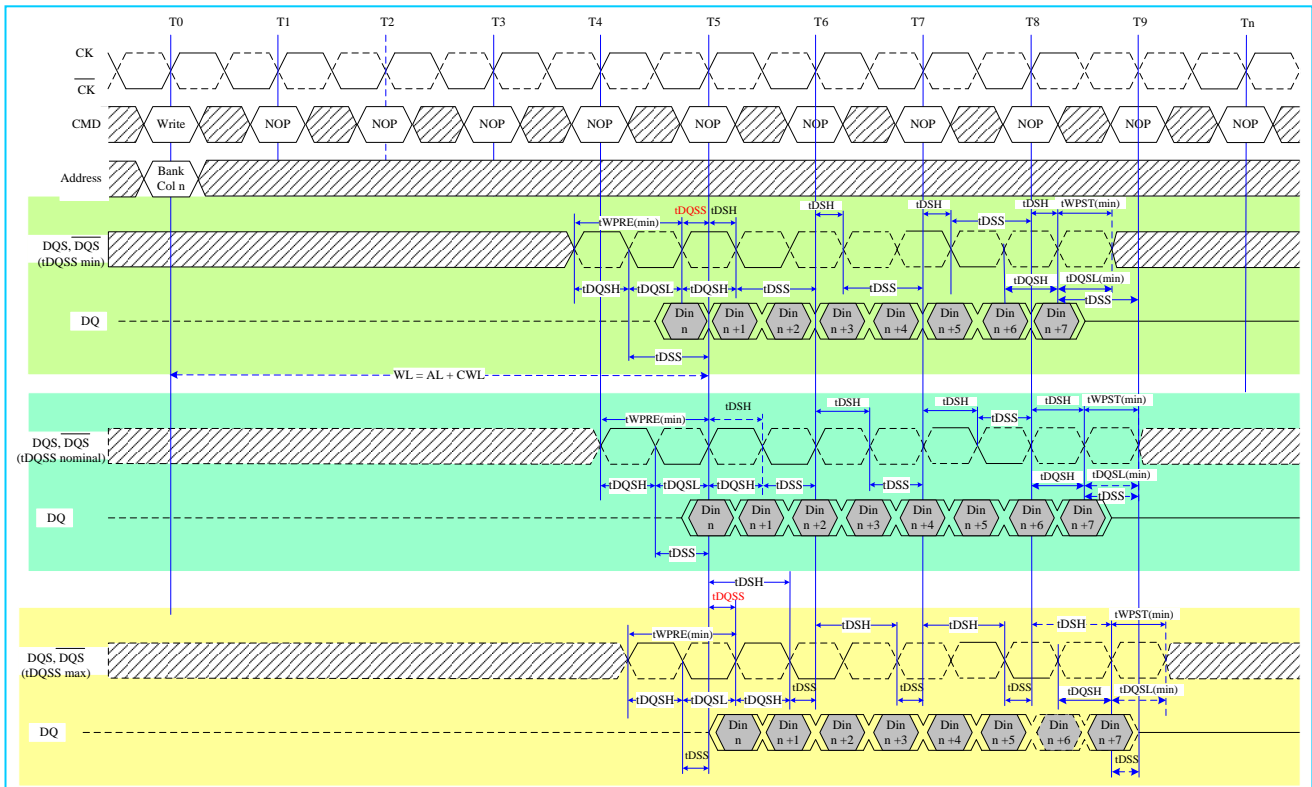 T0 T1 T2 T3 T4 T5 T6 T7 T8 T9 Tn
CK
CK
CMD Write NOP NOP NOP NOP NOP NOP NOP NOP NOP NOP
Address Bank
Col n
tDSH tDSH tDSH tWPST(min)
tWPRE(min) tDQSS tDSH tDSS
DQS, DQS
(tDQSS min)
tDQSH tDQSL tDQSH tDSS tDSS tDQSH tDQSL(min)
tDSS
DQ
Din
n
Din
n +1
Din
n +2
Din
n +3
Din
n +4
Din
n +5
Din
n +6
Din
n +7
tDSS
WL = AL + CWL
tWPRE(min) tDSH tDSH tDSH tDSS tDSH tWPST(min)
DQS, DQS
(tDQSS nominal)
tDQSH tDQSL tDQSH tDSS tDSS tDQSH tDQSL(min)
tDSS
DQ
Din
n
Din
n +1
Din
n +2
Din
n +3
Din
n +4
Din
n +5
Din
n +6
Din
n +7
tDSS
tDSH
tDQSS
tWPRE(min) tDSH tDSH tDSH tWPST(min)
DQS, DQS
(tDQSS max)
tDQSH tDQSL tDQSH tDSS tDSS tDSS tDQSH tDQSL(min)
DQ
Din
n
Din
n +1
Din
n +2
Din
n +3
Din
n +4
Din
n +5
Din
n +6
Din
n +7
tDSS tDSS